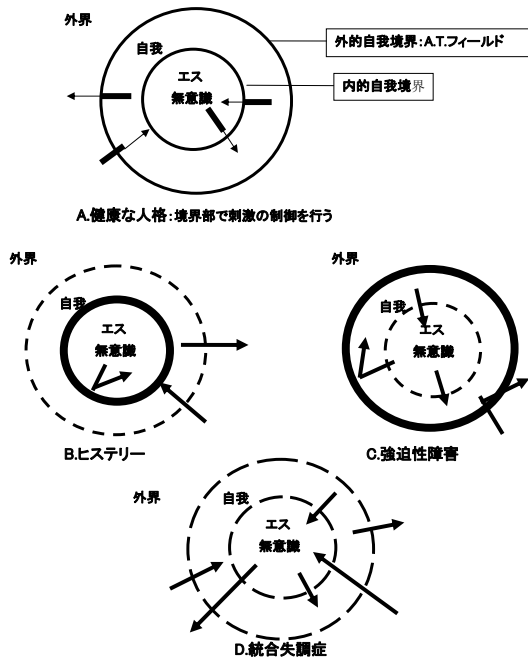 外界
外的自我境界:A.T.フィールド
自我
エス
無意識
内的自我境界
A.健康な人格:境界部で刺激の制御を行う
外界
自我
エス
無意識
B.ヒステリー
外界
自我
エス
無意識
C.強迫性障害
外界
自我
エス
無意識
D.統合失調症